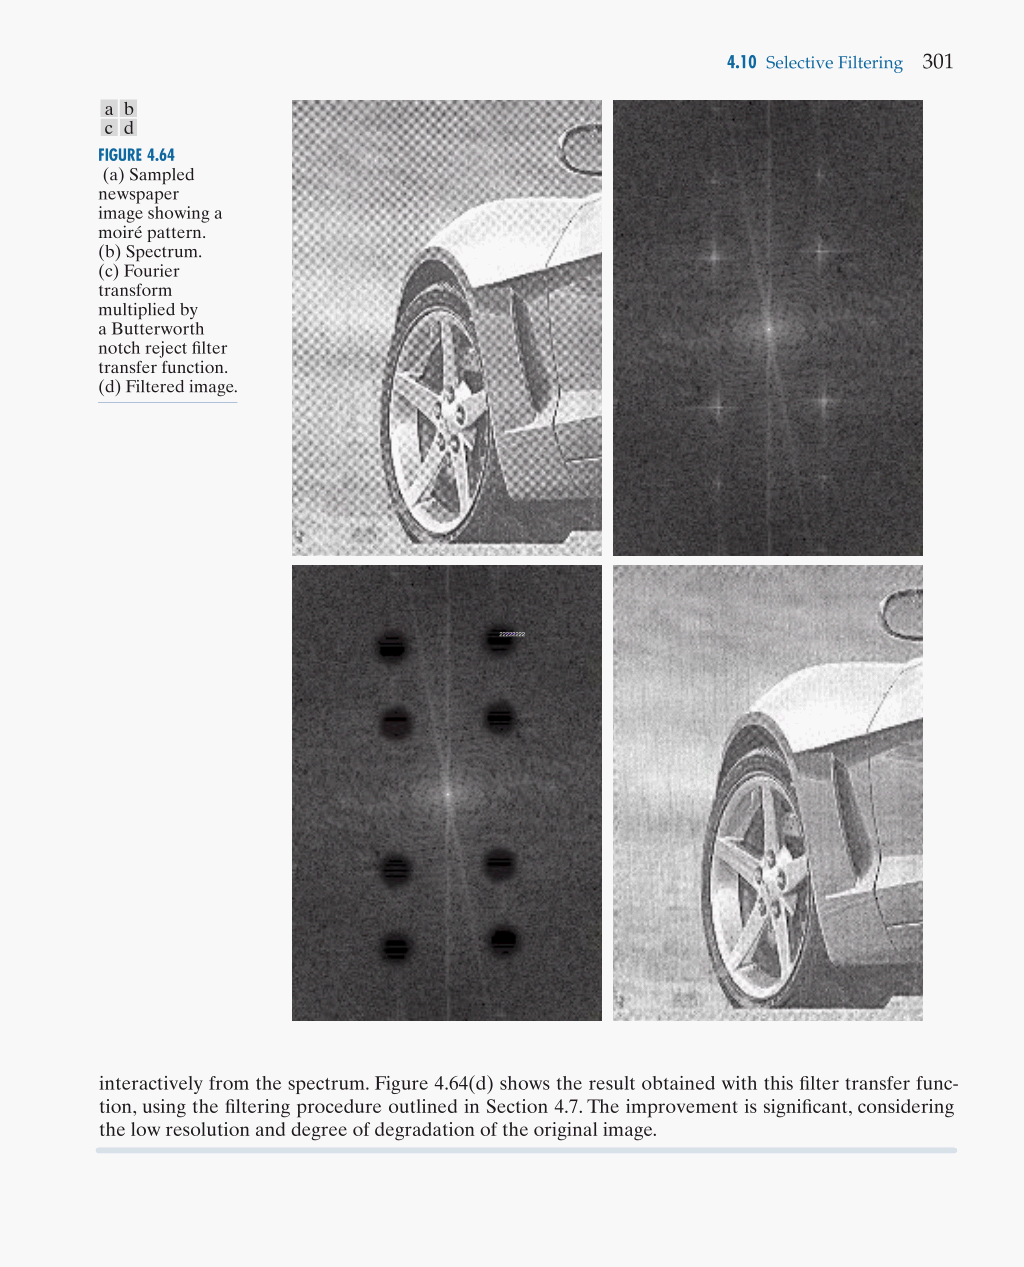 4.10 Selective Filtering 301
a b
c d
FIGURE 4.64
(a) Sampled
newspaper
image showing a
moiré pattern.
(b) Spectrum.
(c) Fourier
transform
multiplied by
a Butterworth
notch reject filter
transfer function.
(d) Filtered image.
interactively from the spectrum. Figure 4.64(d) shows the result obtained with this filter transfer func-
tion, using the filtering procedure outlined in Section 4.7. The improvement is significant, considering
the low resolution and degree of degradation of the original image.